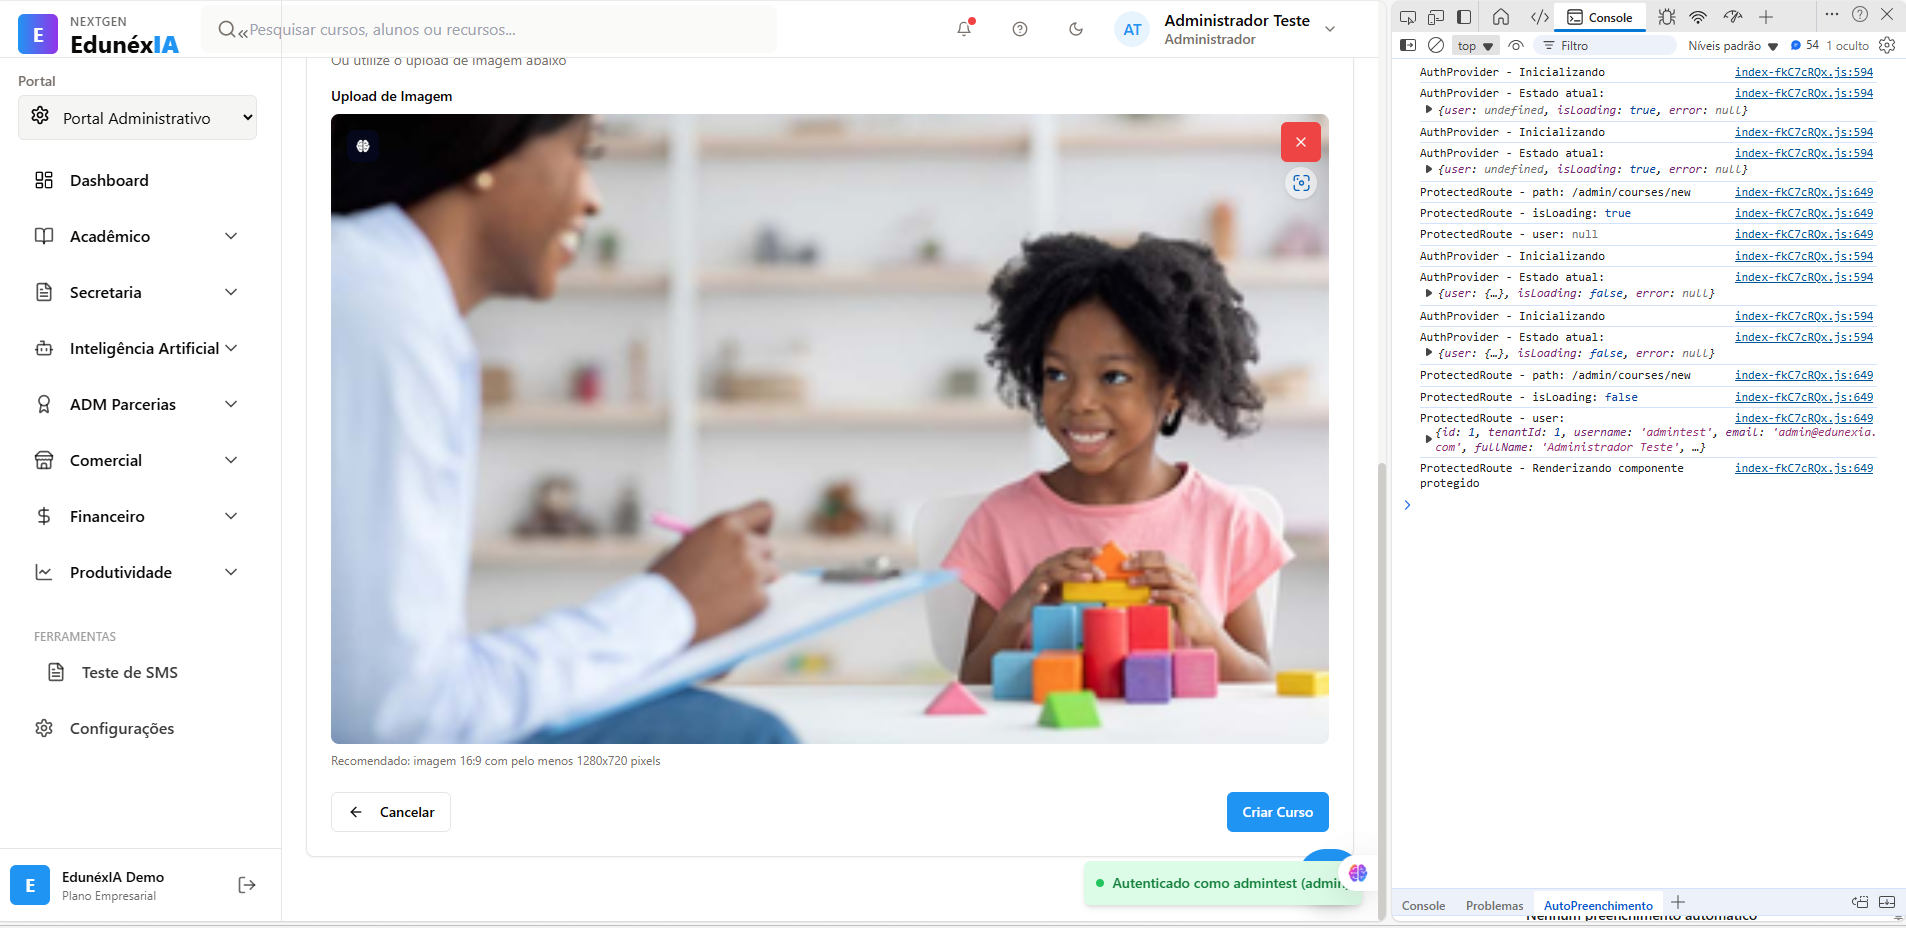 E
NEXTGEN
EdunéxIA
Pesquisar cursos, alunos ou recursos...
AT
Administrador Teste
Administrador
Portal
Portal Administrativo
Dashboard
Acadêmico
Secretaria
Inteligência Artificial
ADM Parcerias
Comercial
Financeiro
Produtividade
FERRAMENTAS
Teste de SMS
Configurações
E
EdunéxIA Demo
Plano Empresarial
Ou utilize o upload de imagem abaixo
Upload de Imagem
Recomendado: imagem 16:9 com pelo menos 1280x720 pixels
Cancelar
Criar Curso
Autenticado como admintest (admin
Console
top
Filtro
Níveis padrão
54
1 oculto
AuthProvider - Inicializando index-fkC7cRQx.js:594
AuthProvider - Estado atual: index-fkC7cRQx.js:594
{user: undefined, isLoading: true, error: null}
AuthProvider - Inicializando index-fkC7cRQx.js:594
AuthProvider - Estado atual: index-fkC7cRQx.js:594
{user: undefined, isLoading: true, error: null}
ProtectedRoute - path: /admin/courses/new index-fkC7cRQx.js:649
ProtectedRoute - isLoading: true index-fkC7cRQx.js:649
ProtectedRoute - user: null index-fkC7cRQx.js:649
AuthProvider - Inicializando index-fkC7cRQx.js:594
AuthProvider - Estado atual: index-fkC7cRQx.js:594
{user: {…}, isLoading: false, error: null}
AuthProvider - Inicializando index-fkC7cRQx.js:594
AuthProvider - Estado atual: index-fkC7cRQx.js:594
{user: {…}, isLoading: false, error: null}
ProtectedRoute - path: /admin/courses/new index-fkC7cRQx.js:649
ProtectedRoute - isLoading: false index-fkC7cRQx.js:649
ProtectedRoute - user: index-fkC7cRQx.js:649
{id: 1, tenantId: 1, username: 'admintest', email: 'admin@edunexia.
com', fullName: 'Administrador Teste', …}
ProtectedRoute - Renderizando componente index-fkC7cRQx.js:649
protegido
Console
Problemas
AutoPreenchimento
Nenhum preenchimento automático